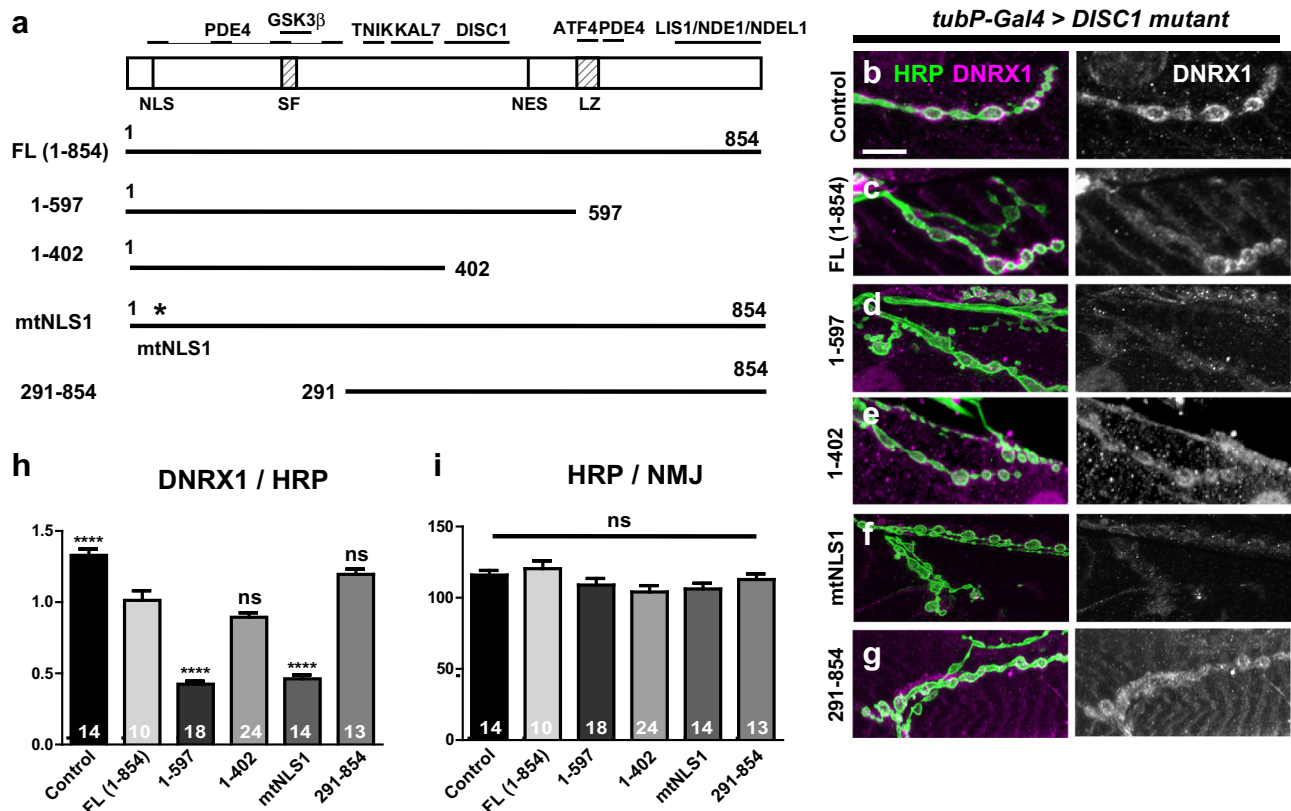 a
GSK3β
PDE4
TNIK KAL7
DISC1
ATF4 PDE4
LIS1/NDE1/NDEL1
NLS
SF
NES
LZ
FL (1-854)
1
854
1-597
1
597
1-402
1
402
mtNLS1
1
*
854
mtNLS1
291-854
291
854
tubP-Gal4 > DISC1 mutant
b HRP DNRX1
DNRX1
Control
c
FL (1-854)
d
1-597
e
1-402
f
mtNLS1
g
291-854
h
DNRX1 / HRP
1.5
1.0
0.5
0.0
****
****
ns
****
ns
14 10 18 24 14 13
Control
FL (1-854)
1-597
1-402
mtNLS1
291-854
i
HRP / NMJ
ns
150
100
50
0
14 10 18 24 14 13
Control
FL (1-854)
1-597
1-402
mtNLS1
291-854